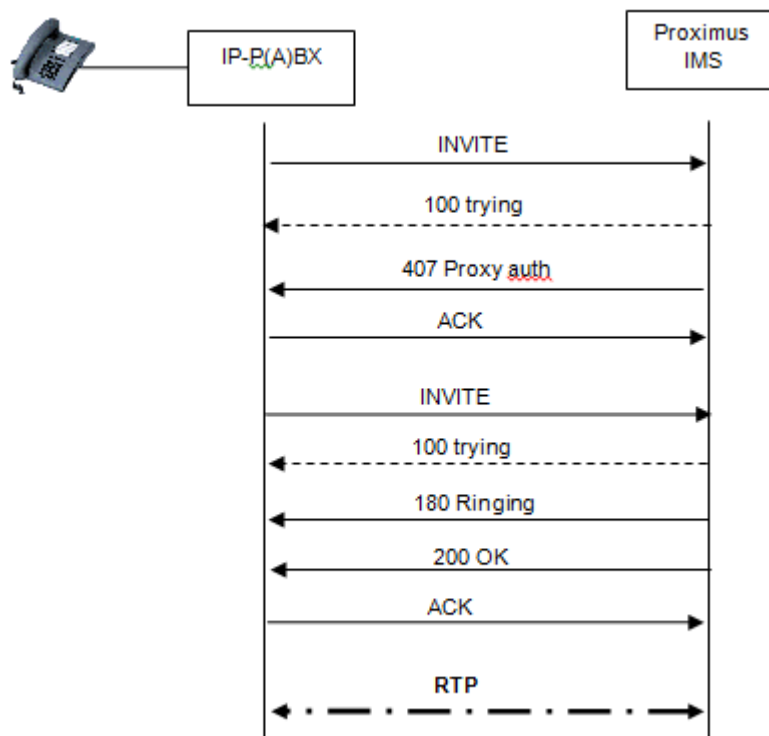 IP-P(A)BX
Proximus
IMS
INVITE
100 trying
407 Proxy auth
ACK
INVITE
100 trying
180 Ringing
200 OK
ACK
RTP